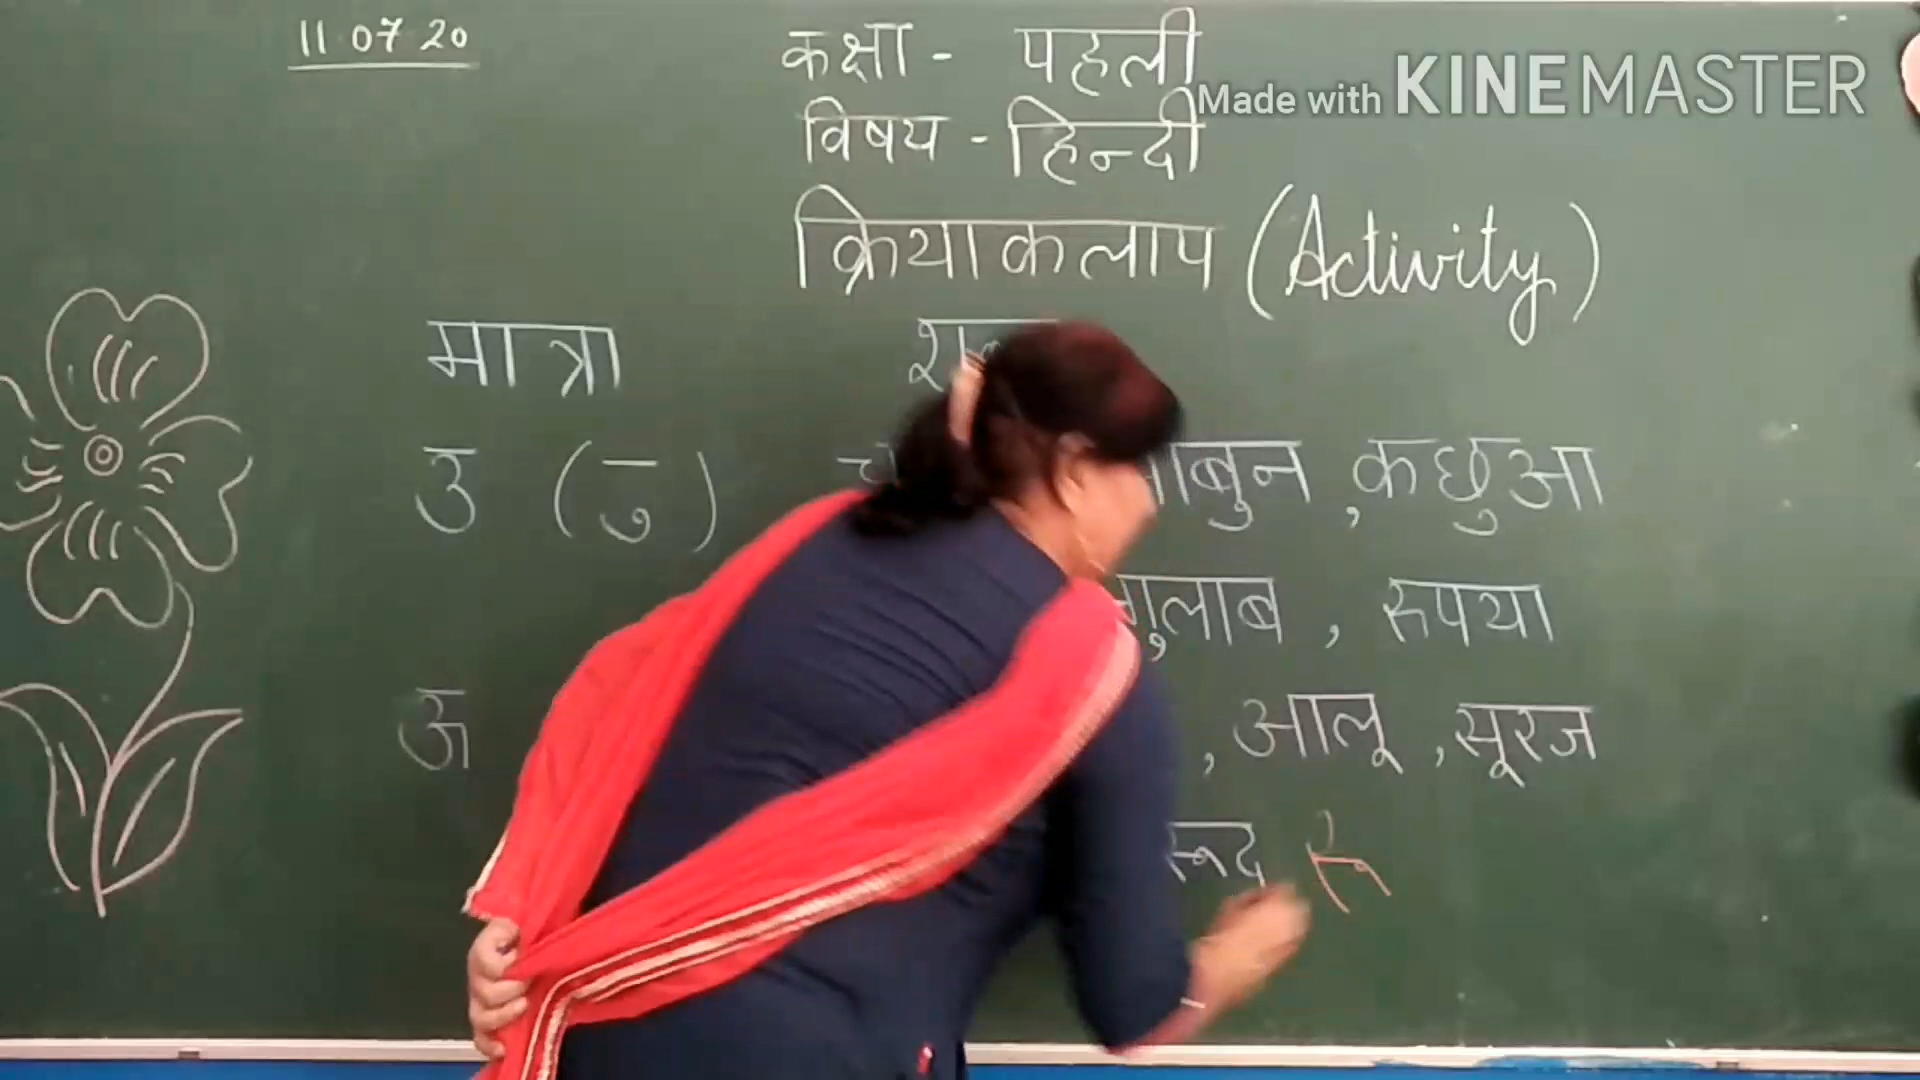 11.07.20
कक्षा - पहली
Made with KINEMASTER
विषय - हिन्दी
क्रियाकलाप (Activity)
मात्रा
उ ( ु ) , कछुआ
गुलाब , रुपया
ऊ , आलू , सूरज
रू